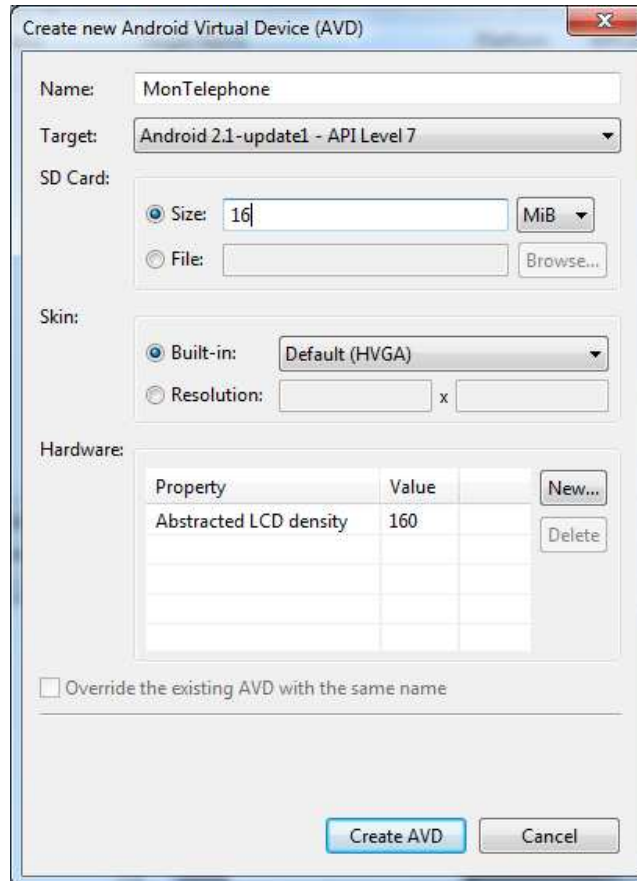 Create new Android Virtual Device (AVD)
Name: MonTelephone
Target: Android 2.1-update1 - API Level 7
SD Card:
Size: 16 MiB
File: Browse...
Skin:
Built-in: Default (HVGA)
Resolution: x
Hardware:
Property Value New...
Abstracted LCD density 160
Delete
Override the existing AVD with the same name
Create AVD Cancel